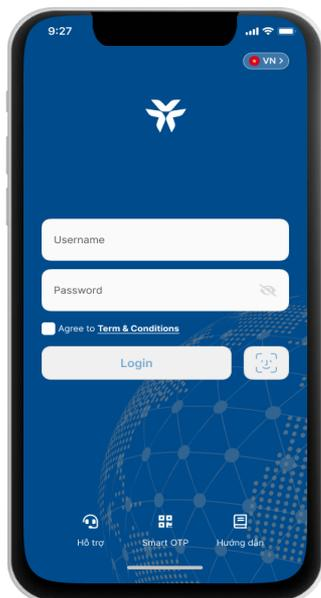 9:27
VN >
Username
Password
Agree to Term & Conditions
Login
Hỗ trợ
Smart OTP
Hướng dẫn